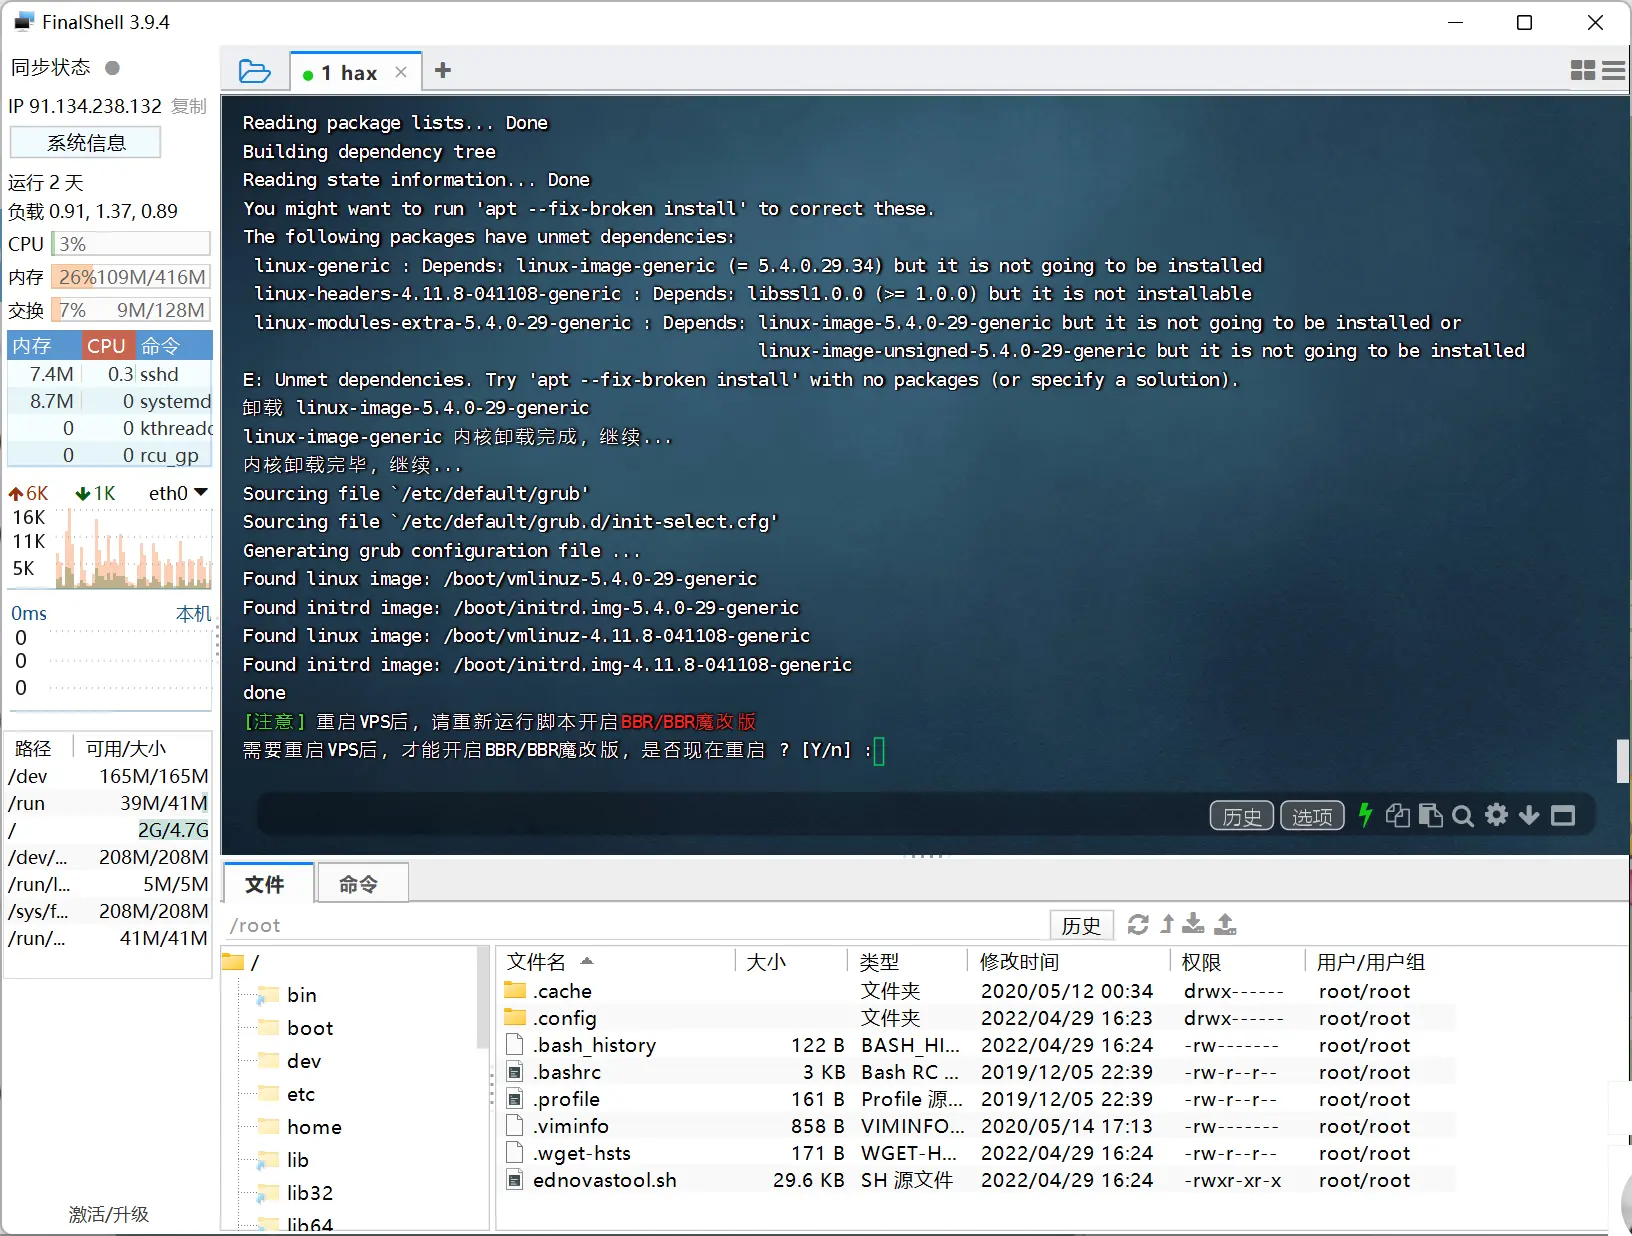 FinalShell 3.9.4
同步状态
IP 91.134.238.132 复制
系统信息
运行 2 天
负载 0.91, 1.37, 0.89
CPU 3%
内存 26% 109M/416M
交换 7% 9M/128M
内存 CPU 命令
7.4M 0.3 sshd
8.7M 0 systemd
0 0 kthreadd
0 0 rcu_gp
6K 1K eth0
16K
11K
5K
0ms 本机
0
0
0
路径 可用/大小
/dev 165M/165M
/run 39M/41M
/ 2G/4.7G
/dev/... 208M/208M
/run/l... 5M/5M
/sys/f... 208M/208M
/run/... 41M/41M
激活/升级
1 hax
Reading package lists... Done
Building dependency tree
Reading state information... Done
You might want to run 'apt --fix-broken install' to correct these.
The following packages have unmet dependencies:
linux-generic : Depends: linux-image-generic (= 5.4.0.29.34) but it is not going to be installed
linux-headers-4.11.8-041108-generic : Depends: libssl1.0.0 (>= 1.0.0) but it is not installable
linux-modules-extra-5.4.0-29-generic : Depends: linux-image-5.4.0-29-generic but it is not going to be installed or
linux-image-unsigned-5.4.0-29-generic but it is not going to be installed
E: Unmet dependencies. Try 'apt --fix-broken install' with no packages (or specify a solution).
卸载 linux-image-5.4.0-29-generic
linux-image-generic 内核卸载完成，继续...
内核卸载完毕，继续...
Sourcing file `/etc/default/grub'
Sourcing file `/etc/default/grub.d/init-select.cfg'
Generating grub configuration file ...
Found linux image: /boot/vmlinuz-5.4.0-29-generic
Found initrd image: /boot/initrd.img-5.4.0-29-generic
Found linux image: /boot/vmlinuz-4.11.8-041108-generic
Found initrd image: /boot/initrd.img-4.11.8-041108-generic
done
[注意] 重启VPS后，请重新运行脚本开启BBR/BBR魔改版
需要重启VPS后，才能开启BBR/BBR魔改版，是否现在重启 ? [Y/n] :
历史 选项
文件 命令
/root 历史
/
bin
boot
dev
etc
home
lib
lib32
lib64
文件名 大小 类型 修改时间 权限 用户/用户组
.cache 文件夹 2020/05/12 00:34 drwx------ root/root
.config 文件夹 2022/04/29 16:23 drwx------ root/root
.bash_history 122 B BASH_HI... 2022/04/29 16:24 -rw------- root/root
.bashrc 3 KB Bash RC ... 2019/12/05 22:39 -rw-r--r-- root/root
.profile 161 B Profile 源... 2019/12/05 22:39 -rw-r--r-- root/root
.viminfo 858 B VIMINFO... 2020/05/14 17:13 -rw------- root/root
.wget-hsts 171 B WGET-H... 2022/04/29 16:24 -rw-r--r-- root/root
ednovastool.sh 29.6 KB SH 源文件 2022/04/29 16:24 -rwxr-xr-x root/root